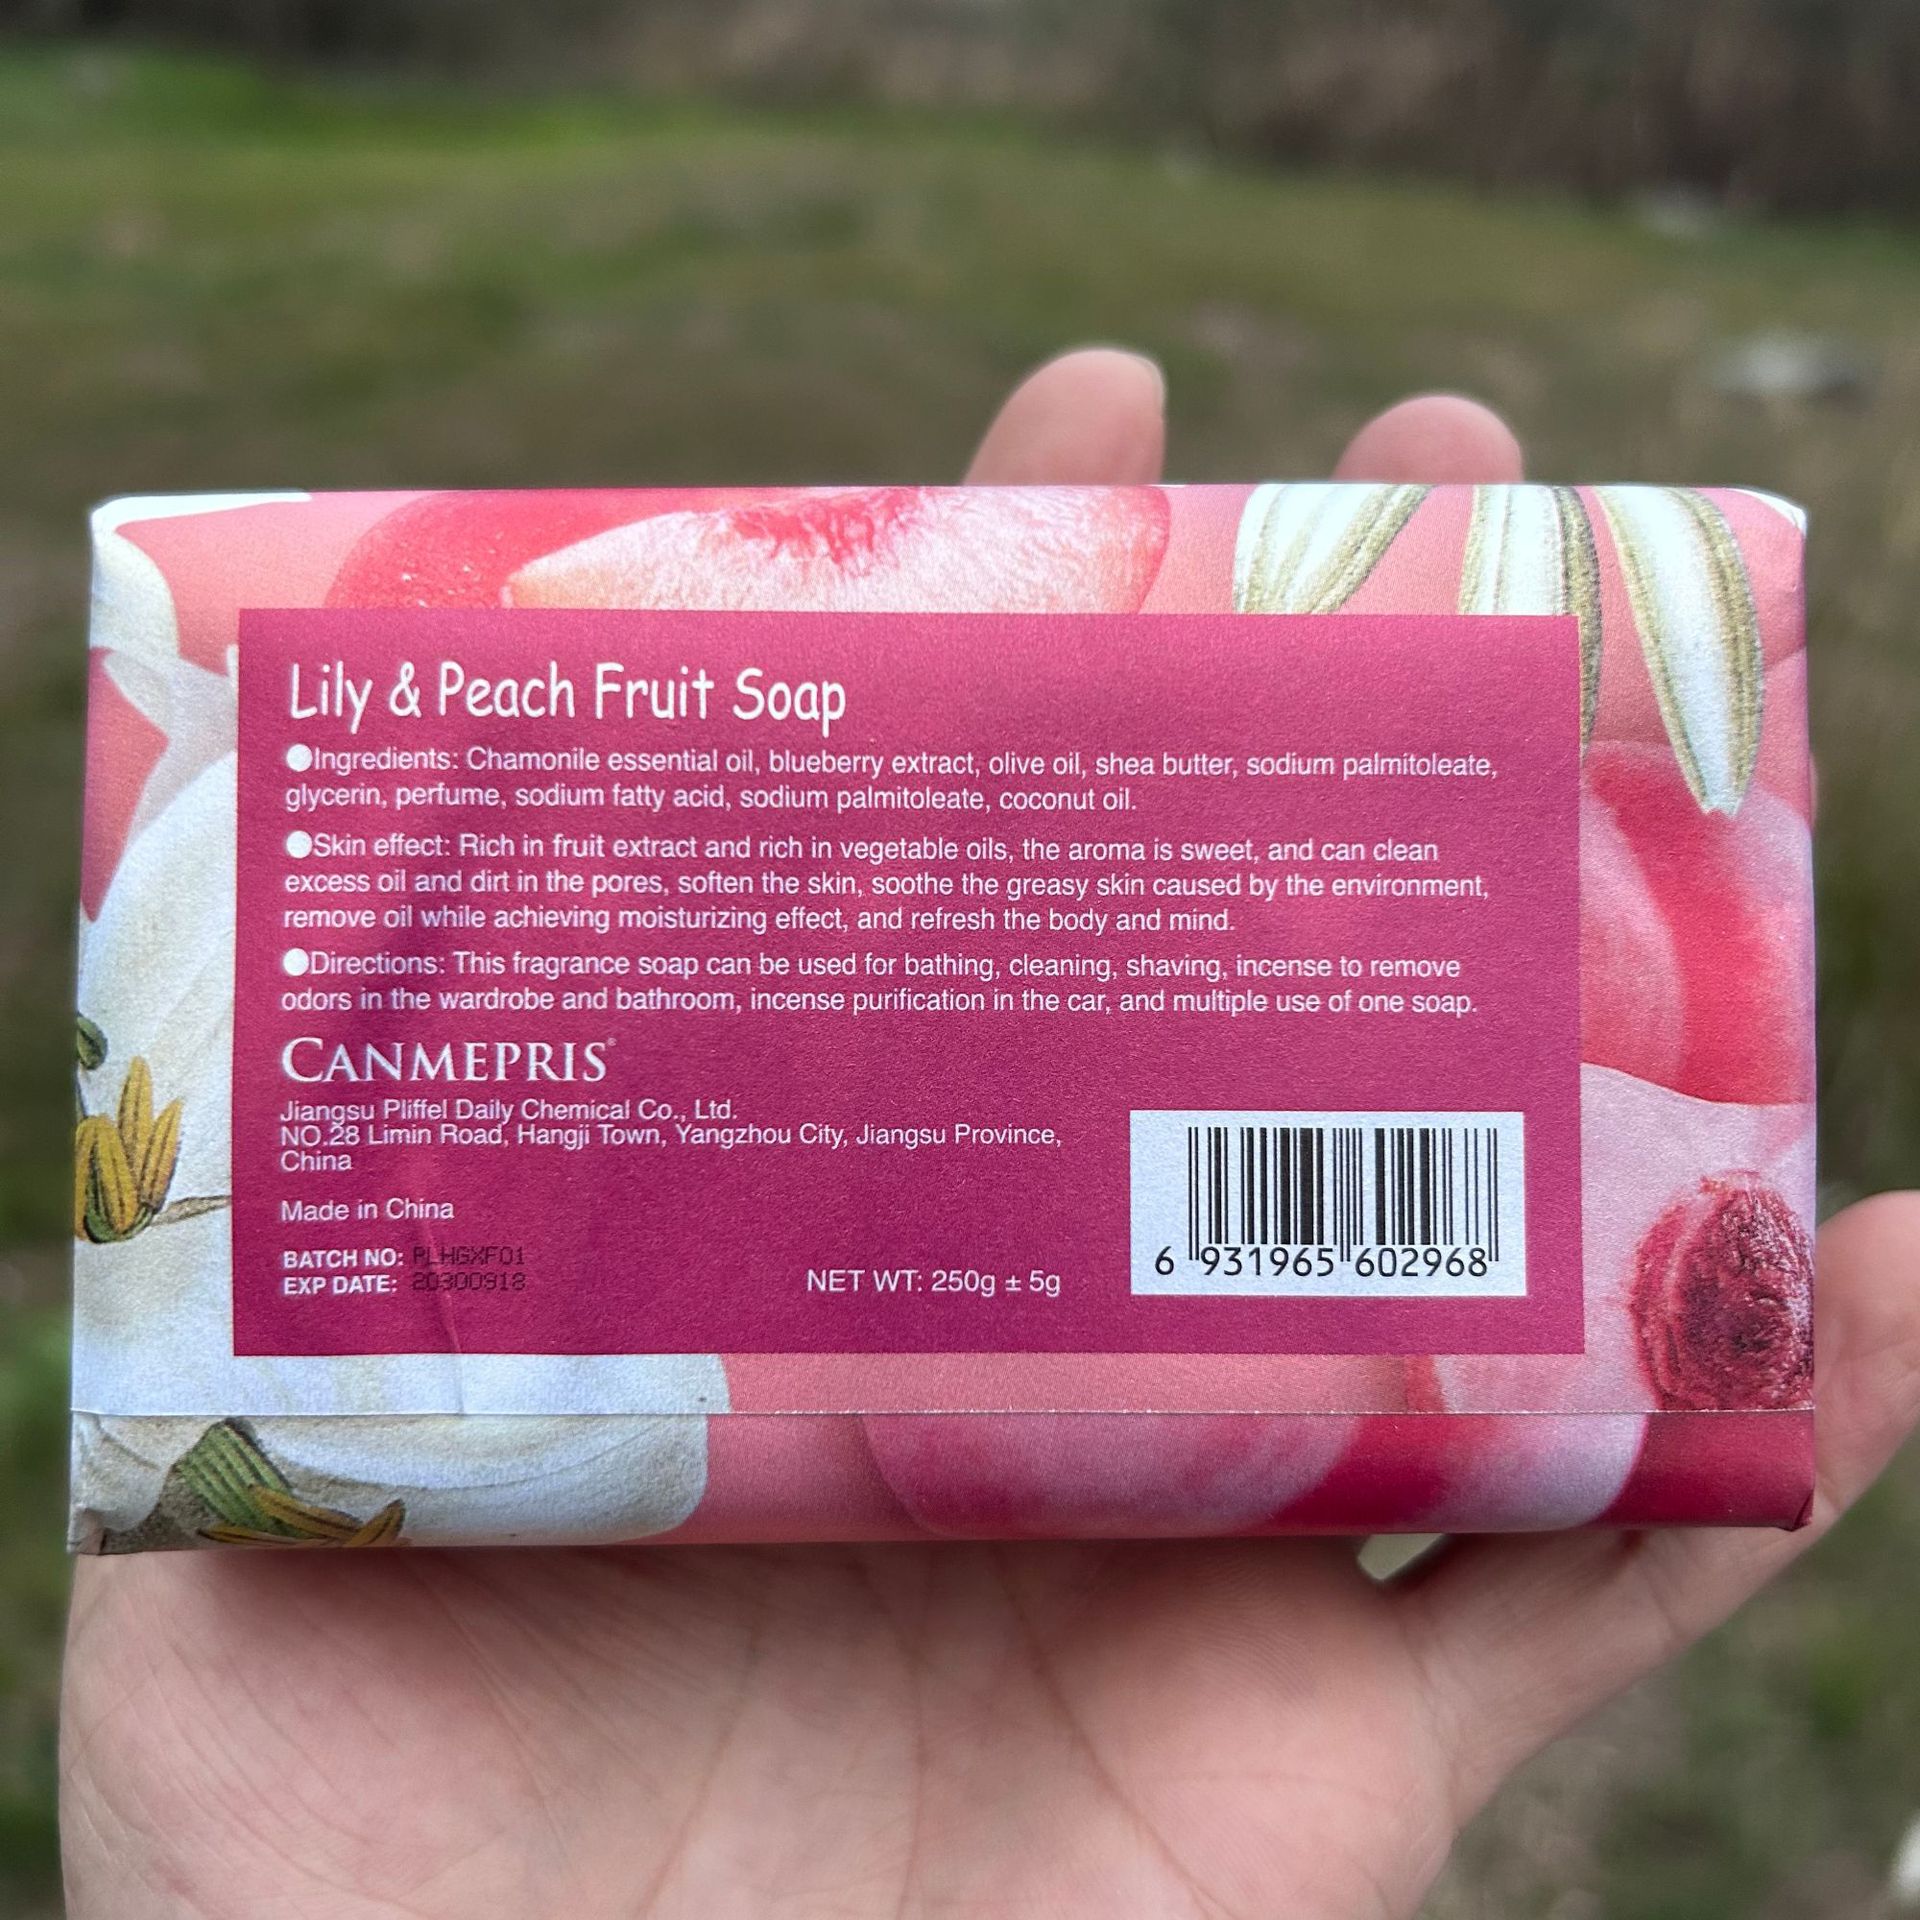 Lily & Peach Fruit Soap
●Ingredients: Chamonile essential oil, blueberry extract, olive oil, shea butter, sodium palmitoleate,
glycerin, perfume, sodium fatty acid, sodium palmitoleate, coconut oil.
●Skin effect: Rich in fruit extract and rich in vegetable oils, the aroma is sweet, and can clean
excess oil and dirt in the pores, soften the skin, soothe the greasy skin caused by the environment,
remove oil while achieving moisturizing effect, and refresh the body and mind.
●Directions: This fragrance soap can be used for bathing, cleaning, shaving, incense to remove
odors in the wardrobe and bathroom, incense purification in the car, and multiple use of one soap.
CANMEPRIS®
Jiangsu Pliffel Daily Chemical Co., Ltd.
NO.28 Limin Road, Hangji Town, Yangzhou City, Jiangsu Province,
China
Made in China
BATCH NO: PLHGXF01
EXP DATE: 20300918
NET WT: 250g ± 5g
6 931965 602968